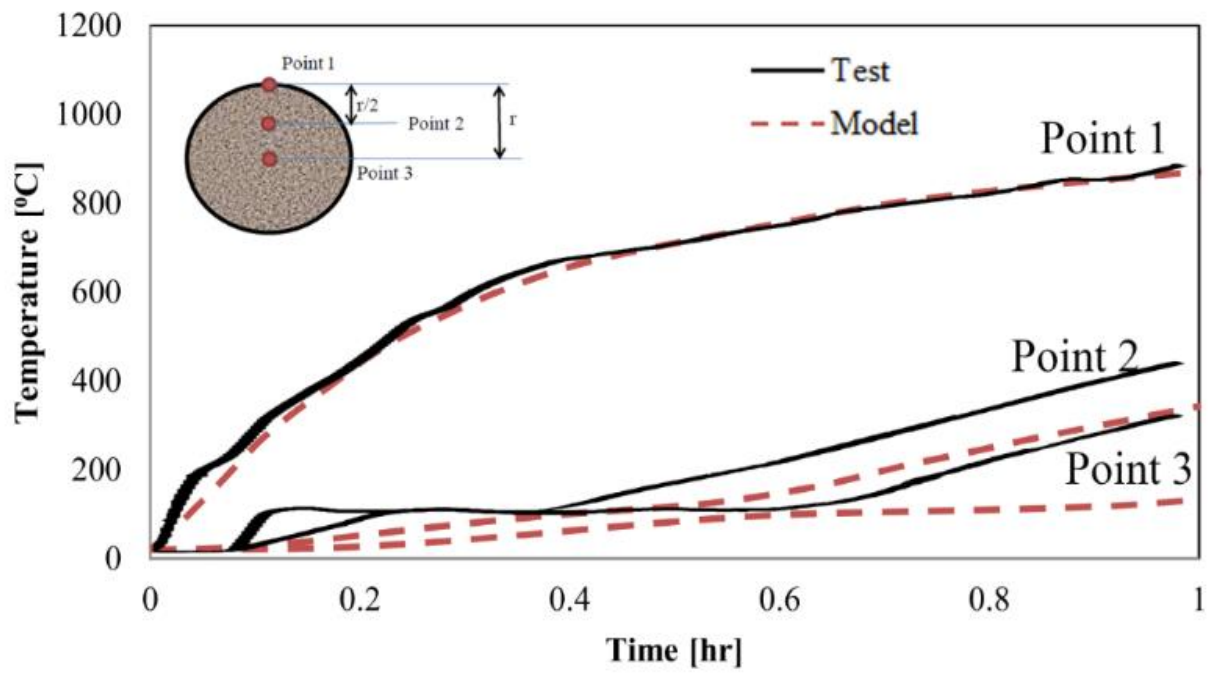 1200
1000
800
600
400
200
0
Temperature [ºC]
Point 1
r/2
Point 2
r
Point 3
Test
Model
Point 1
Point 2
Point 3
0
0.2
0.4
0.6
0.8
1
Time [hr]